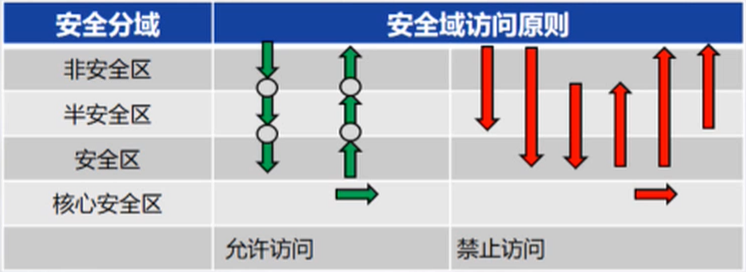 安全分域 安全域访问原则
非安全区
半安全区
安全区
核心安全区
允许访问 禁止访问